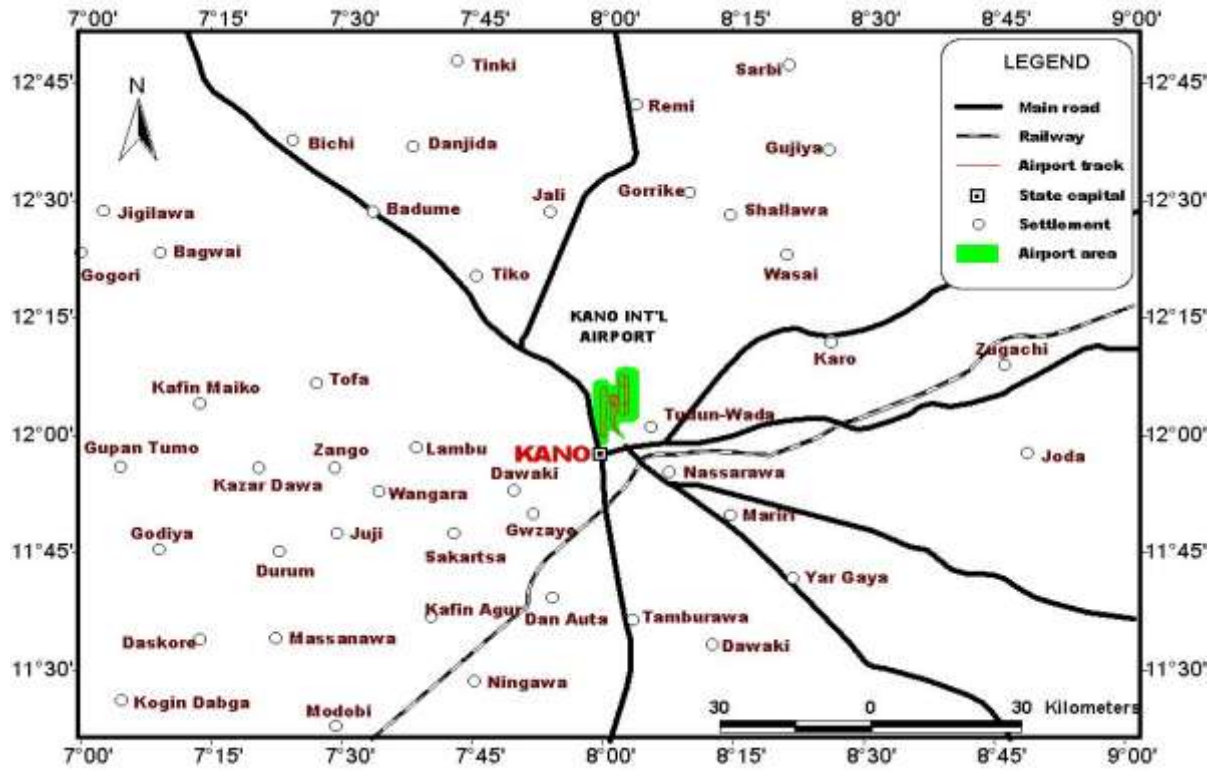 7°00' 7°15' 7°30' 7°45' 8°00' 8°15' 8°30' 8°45' 9°00'
LEGEND
Main road
Railway
Airport track
State capital
Settlement
Airport area
N
12°45' 12°45'
Tinki
Sarbi
Remi
Bichi
Danjida
Gujiya
12°30' 12°30'
Jali
Gorrike
Jigilawa
Badume
Shallawa
Bagwai
Gogori
Tiko
Wasai
12°15' 12°15'
KANO INT'L
AIRPORT
Karo
Zugachi
Kafin Maiko
Tofa
Tudun-Wada
12°00' 12°00'
Gupan Tumo
Zango
Lambu
KANO
Joda
Kazar Dawa
Dawaki
Nassarawa
Wangara
Godiya
Juji
Gwzayo
Mariri
11°45' 11°45'
Durum
Sakartsa
Yar Gaya
Kafin Agur
Dan Auta
Tamburawa
Daskore
Massanawa
Dawaki
11°30' 11°30'
Kogin Dabga
Ningawa
Modobi
30 0 30 Kilometers
7°00' 7°15' 7°30' 7°45' 8°00' 8°15' 8°30' 8°45' 9°00'